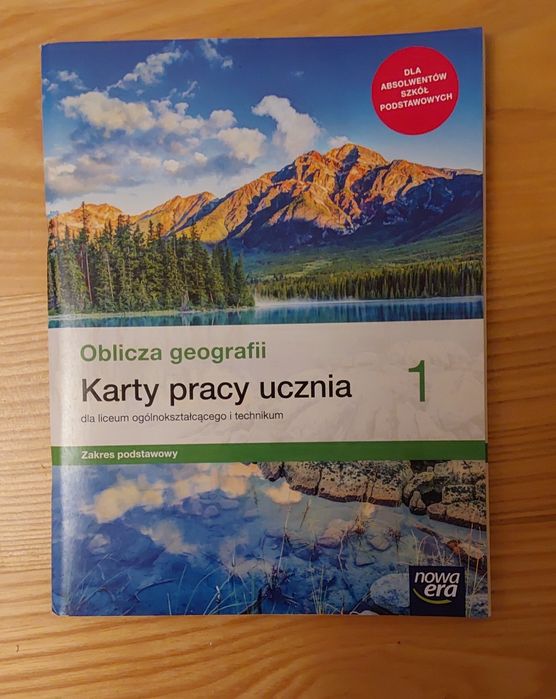 DLA
ABSOLWENTÓW
SZKÓŁ
PODSTAWOWYCH
Oblicza geografii
Karty pracy ucznia 1
dla liceum ogólnokształcącego i technikum
Zakres podstawowy
nowa
era